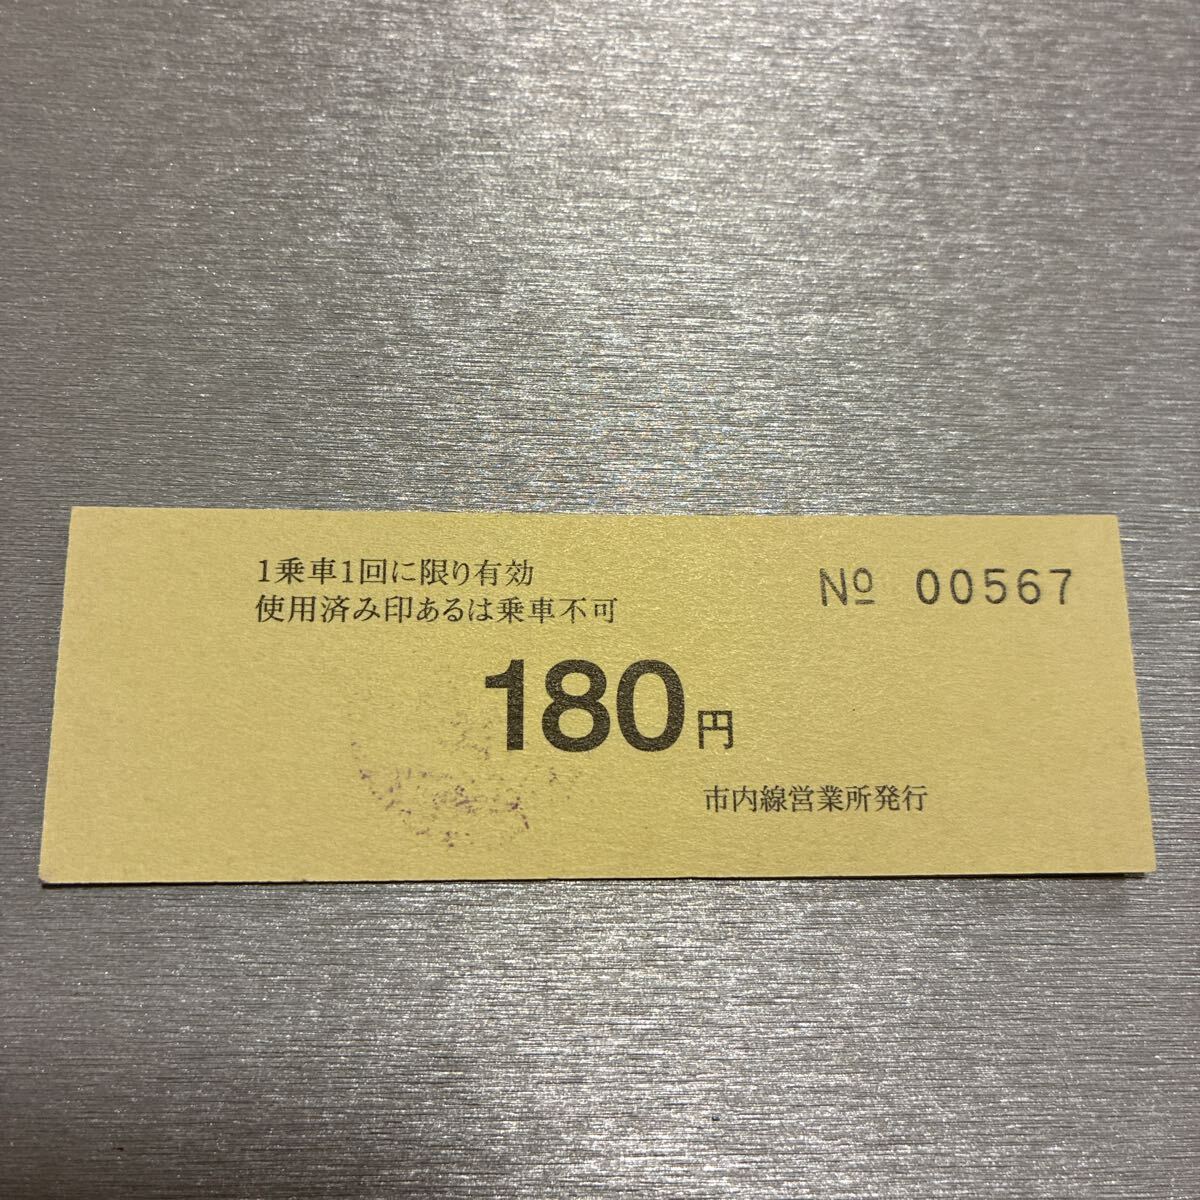 1乗車1回に限り有効
使用済み印あるは乗車不可
№ 00567
180円
市内線営業所発行